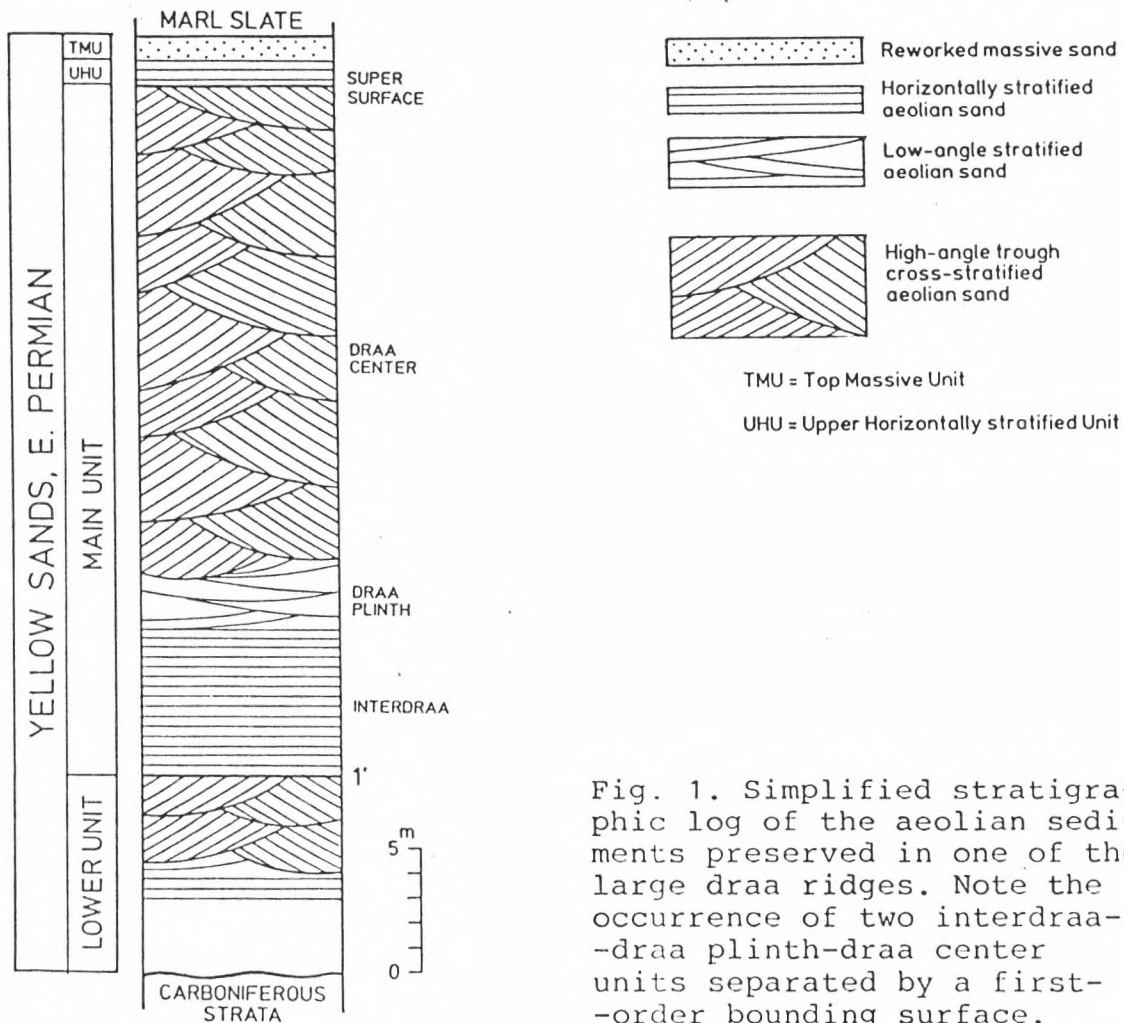 MARL SLATE
TMU
UHU
YELLOW SANDS, E. PERMIAN
MAIN UNIT
LOWER UNIT
SUPER
SURFACE
DRAA
CENTER
DRAA
PLINTH
INTERDRAA
1'
m
5
0
CARBONIFEROUS
STRATA
Reworked massive sand
Horizontally stratified
aeolian sand
Low-angle stratified
aeolian sand
High-angle trough
cross-stratified
aeolian sand
TMU = Top Massive Unit
UHU = Upper Horizontally stratified Unit
Fig. 1. Simplified stratigra-
phic log of the aeolian sedi-
ments preserved in one of the
large draa ridges. Note the
occurrence of two interdraa-
-draa plinth-draa center
units separated by a first-
-order bounding surface.